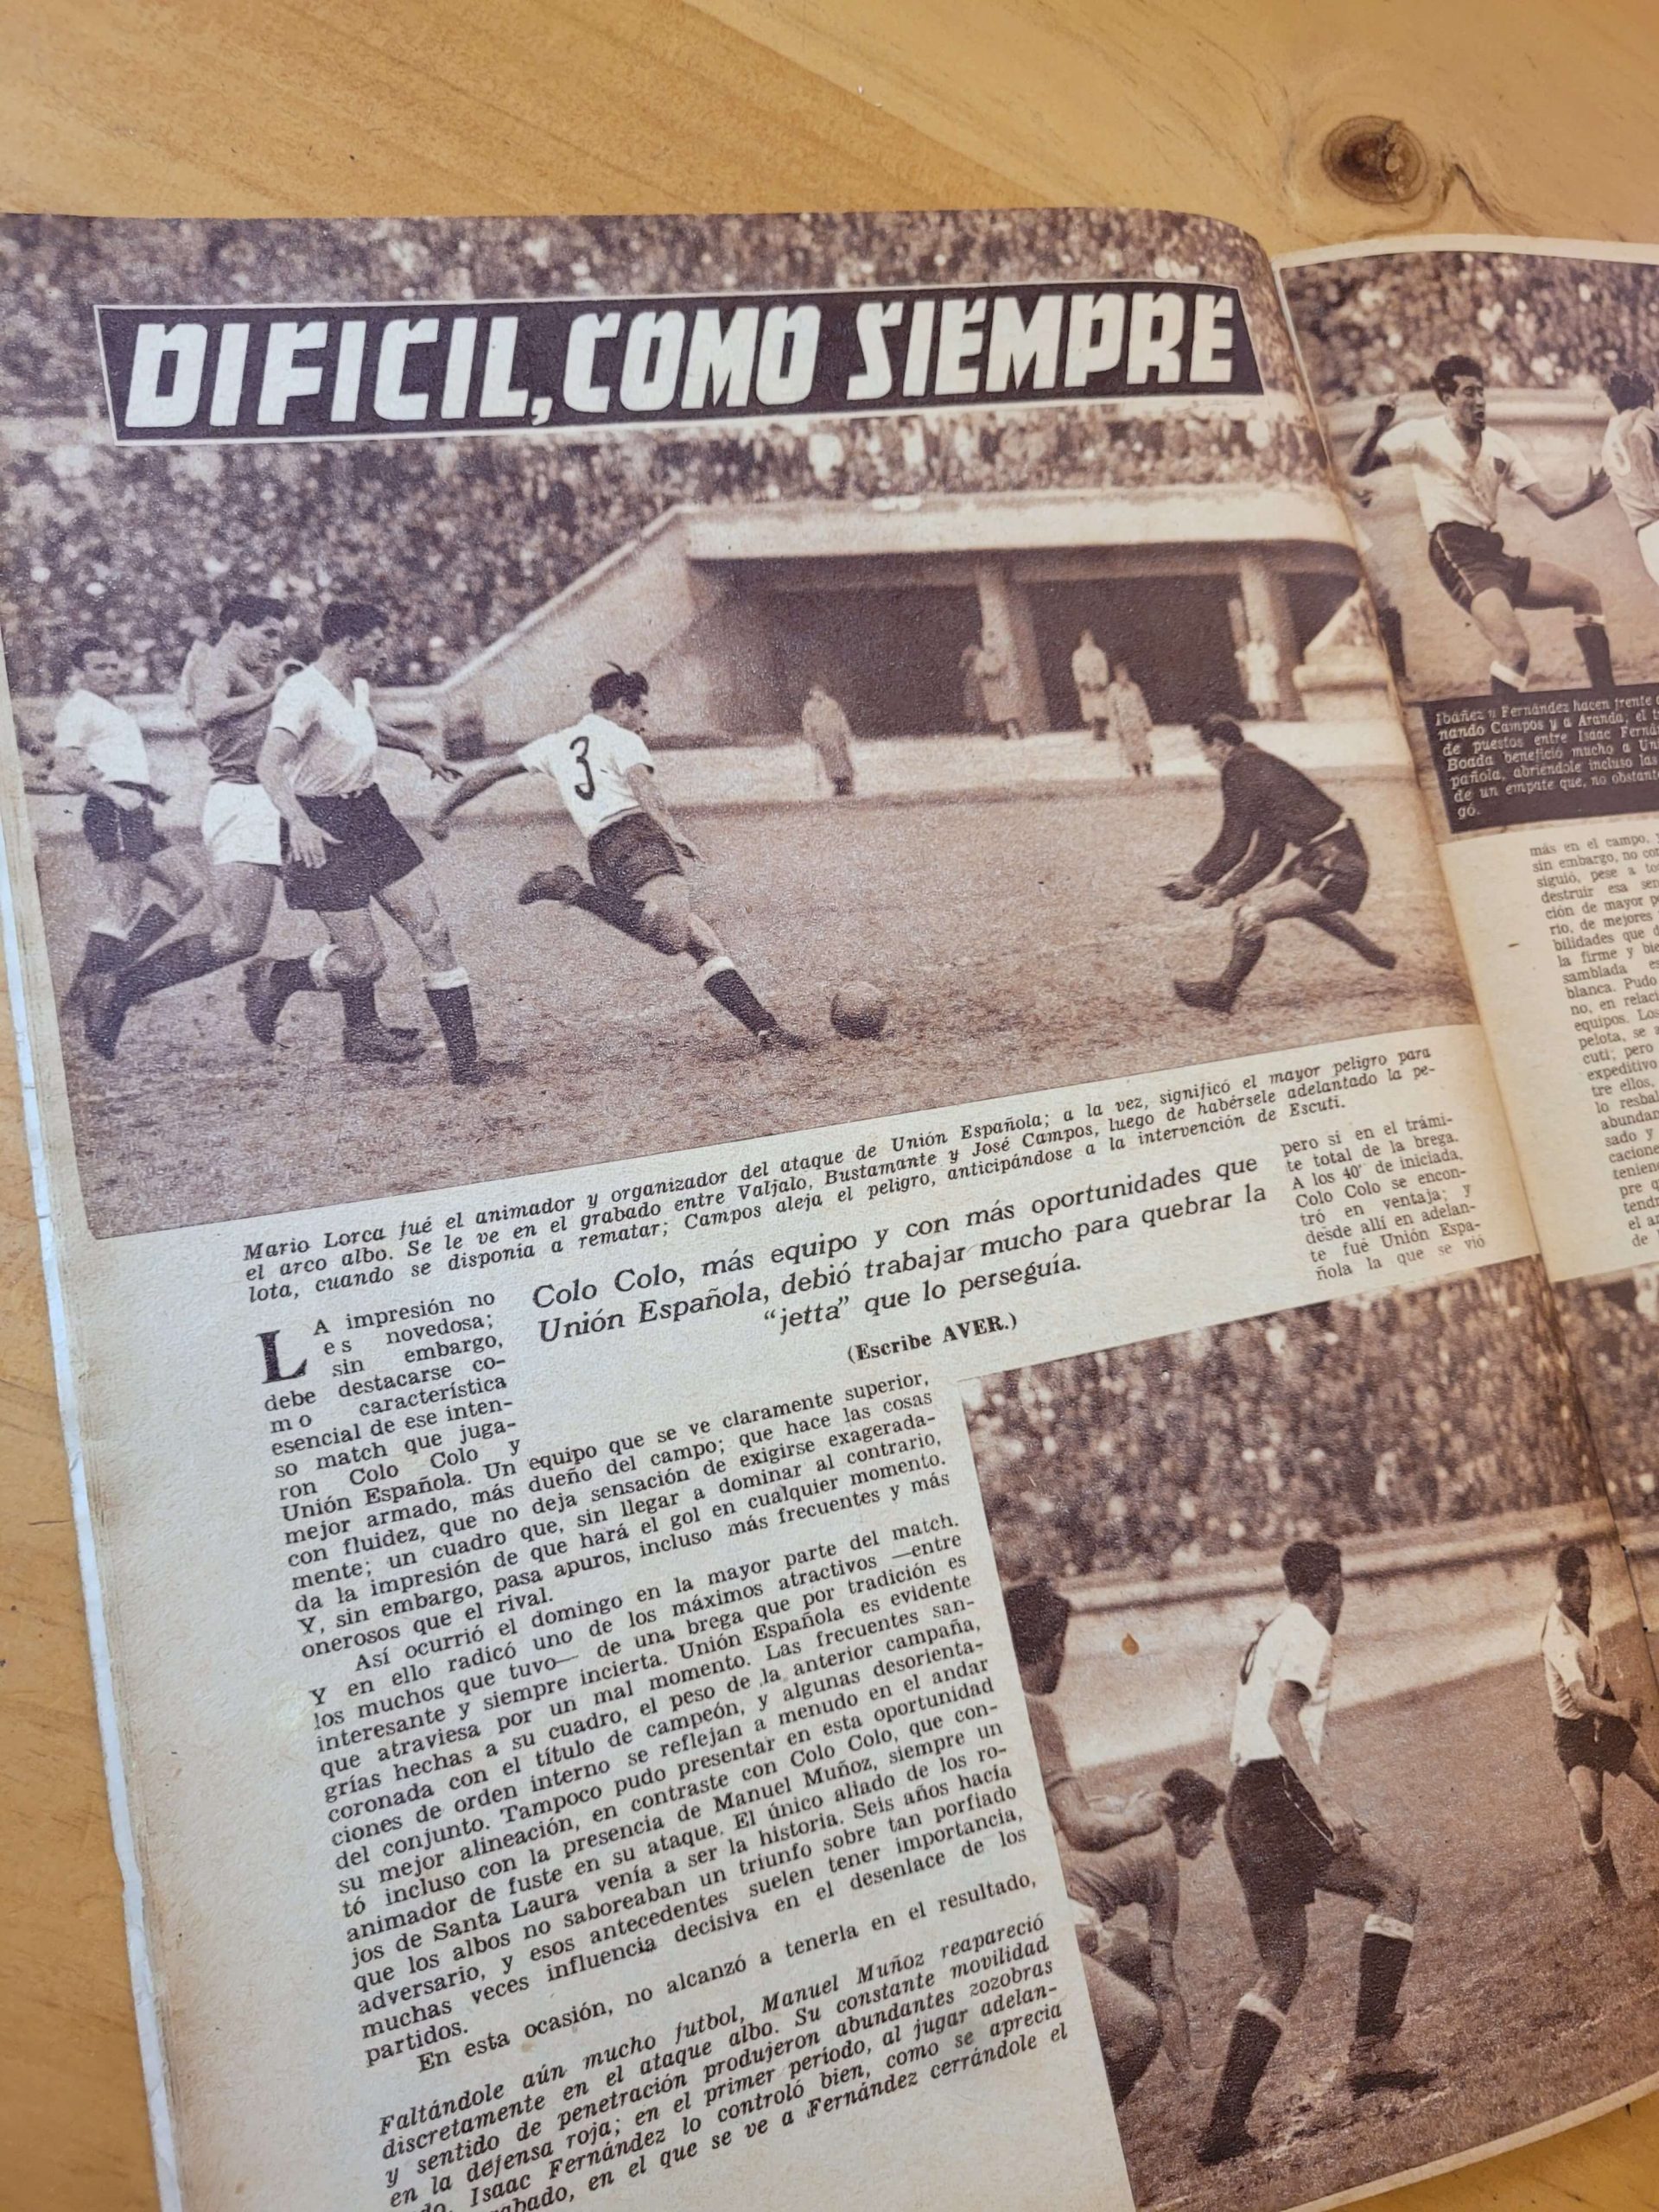 DIFICIL, COMO SIEMPRE
Mario Lorca fué el animador y organizador del ataque de Unión Española; a la vez, significó el mayor peligro para
el arco albo. Se le ve en el grabado entre Valjalo, Bustamante y José Campos, luego de habérsele adelantado la pe-
lota, cuando se disponía a rematar; Campos aleja el peligro, anticipándose a la intervención de Escuti.
Colo Colo, más equipo y con más oportunidades que
Unión Española, debió trabajar mucho para quebrar la
"jetta" que lo perseguía.
(Escribe AVER.)
LA impresión no
es novedosa;
sin embargo,
debe destacarse co-
mo característica
esencial de ese inten-
so match que juga-
ron Colo Colo y
Unión Española. Un equipo que se ve claramente superior,
mejor armado, más dueño del campo; que hace las cosas
con fluidez, que no deja sensación de exigirse exagerada-
mente; un cuadro que, sin llegar a dominar al contrario,
da la impresión de que hará el gol en cualquier momento.
Y, sin embargo, pasa apuros, incluso más frecuentes y más
onerosos que el rival.
Así ocurrió el domingo en la mayor parte del match.
Y en ello radicó uno de los máximos atractivos —entre
los muchos que tuvo— de una brega que por tradición es
interesante y siempre incierta. Unión Española es evidente
que atraviesa por un mal momento. Las frecuentes san-
grías hechas a su cuadro, el peso de la anterior campaña,
coronada con el título de campeón, y algunas desorienta-
ciones de orden interno se reflejan a menudo en el andar
del conjunto. Tampoco pudo presentar en esta oportunidad
su mejor alineación, en contraste con Colo Colo, que con-
tó incluso con la presencia de Manuel Muñoz, siempre un
animador de fuste en su ataque. El único aliado de los ro-
jos de Santa Laura venía a ser la historia. Seis años hacía
que los albos no saboreaban un triunfo sobre tan porfiado
adversario, y esos antecedentes suelen tener importancia,
muchas veces influencia decisiva en el desenlace de los
partidos.
En esta ocasión, no alcanzó a tenerla en el resultado,
pero sí en el trámi-
te total de la brega.
A los 40' de iniciada,
Colo Colo se encon-
tró en ventaja; y
desde allí en adelan-
te fué Unión Espa-
ñola la que se vió
Faltándole aún mucho futbol, Manuel Muñoz reapareció
discretamente en el ataque albo. Su constante movilidad
y sentido de penetración produjeron abundantes zozobras
en la defensa roja; en el primer período, al jugar adelan-
do, Isaac Fernández lo controló bien, como se aprecia
abado, en el que se ve a Fernández cerrándole el
3
Ibáñez y Fernández hacen frente
nando Campos y a Aranda; el
de puestos entre Isaac Fern
Boada benefició mucho a Un
pañola, abriéndole incluso las
de un empate que, no obstant
gó.
más en el campo,
sin embargo, no co
siguió, pese a to
destruir esa sen
ción de mayor p
río, de mejores
bilidades que d
la firme y bie
samblada es
blanca. Pudo
no, en relac
equipos. Los
pelota, se a
cuti; pero
expeditivo
tre ellos,
lo resbal
abundan
sado y
cacione
tenien
pre q
tendr
el ar
de